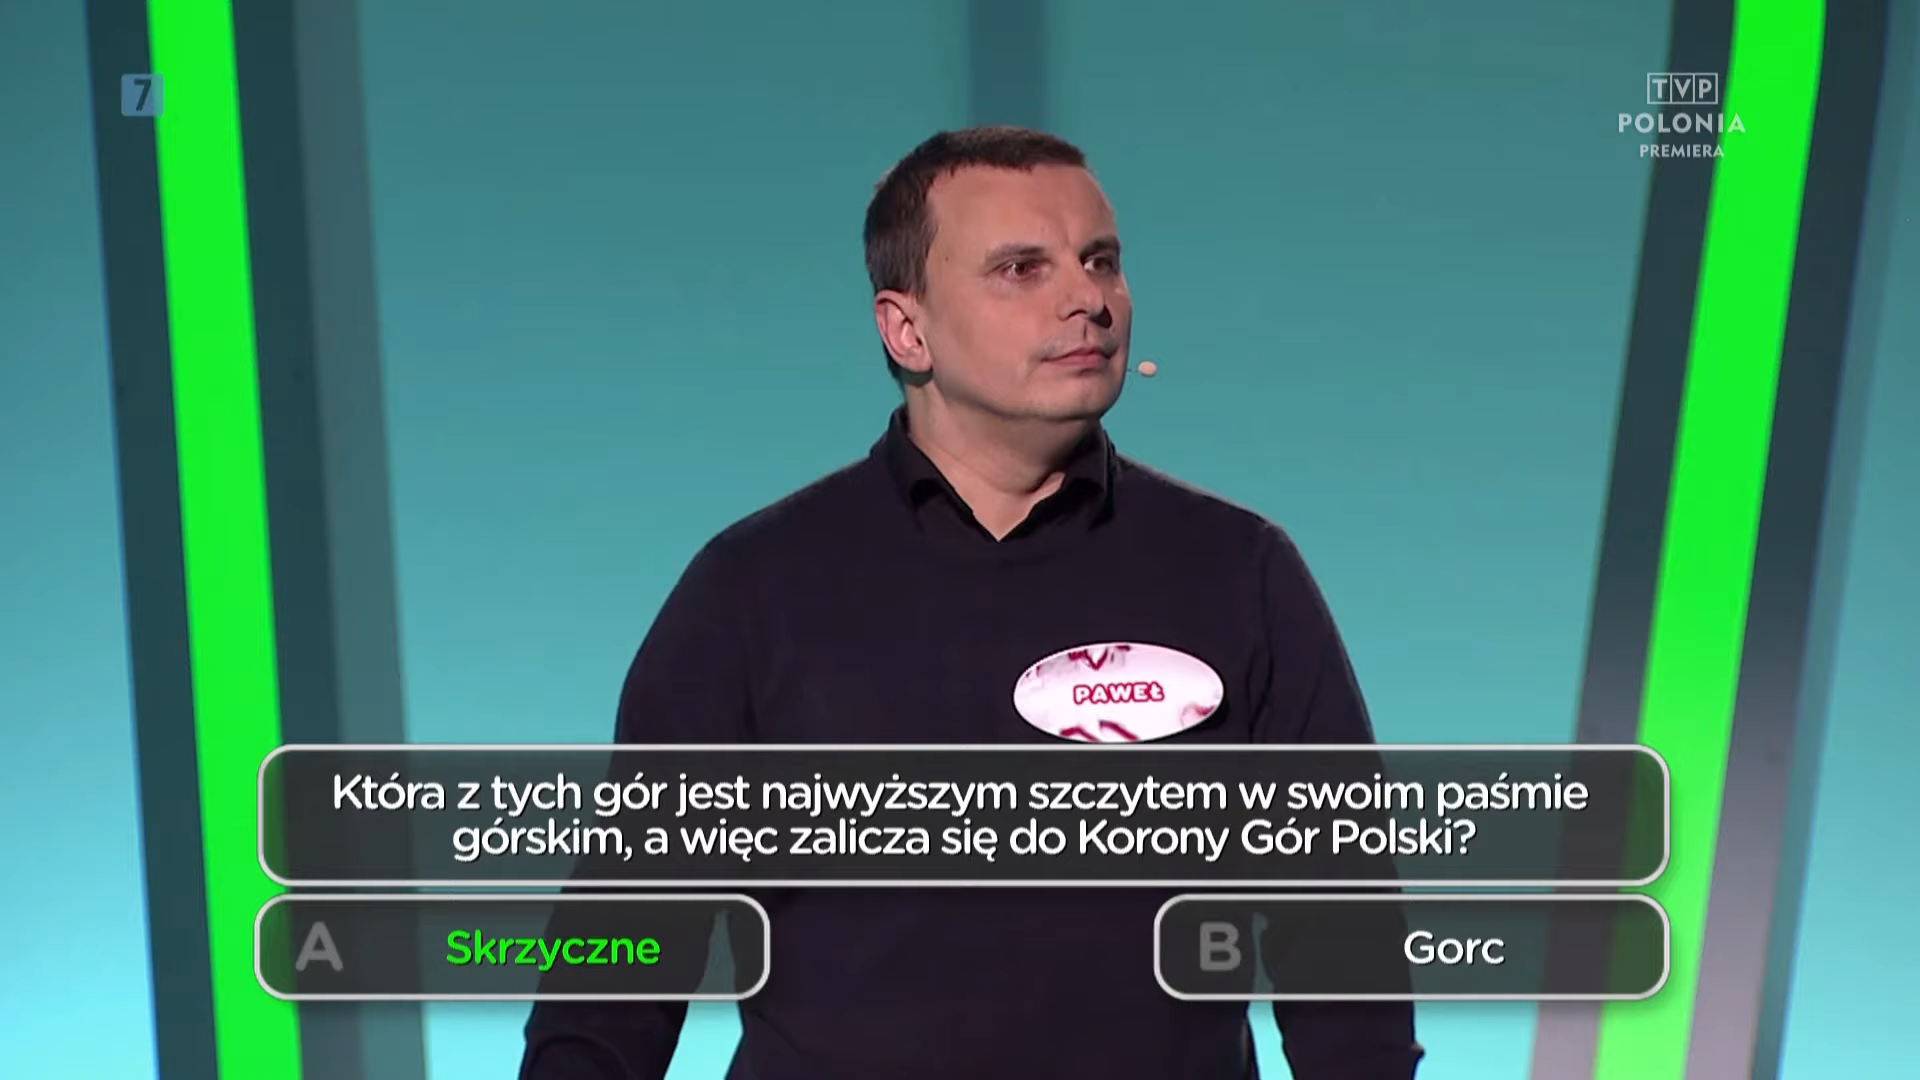 7
TVP
POLONIA
PREMIERA
PAWEŁ
Która z tych gór jest najwyższym szczytem w swoim paśmie
górskim, a więc zalicza się do Korony Gór Polski?
A Skrzyczne
B Gorc